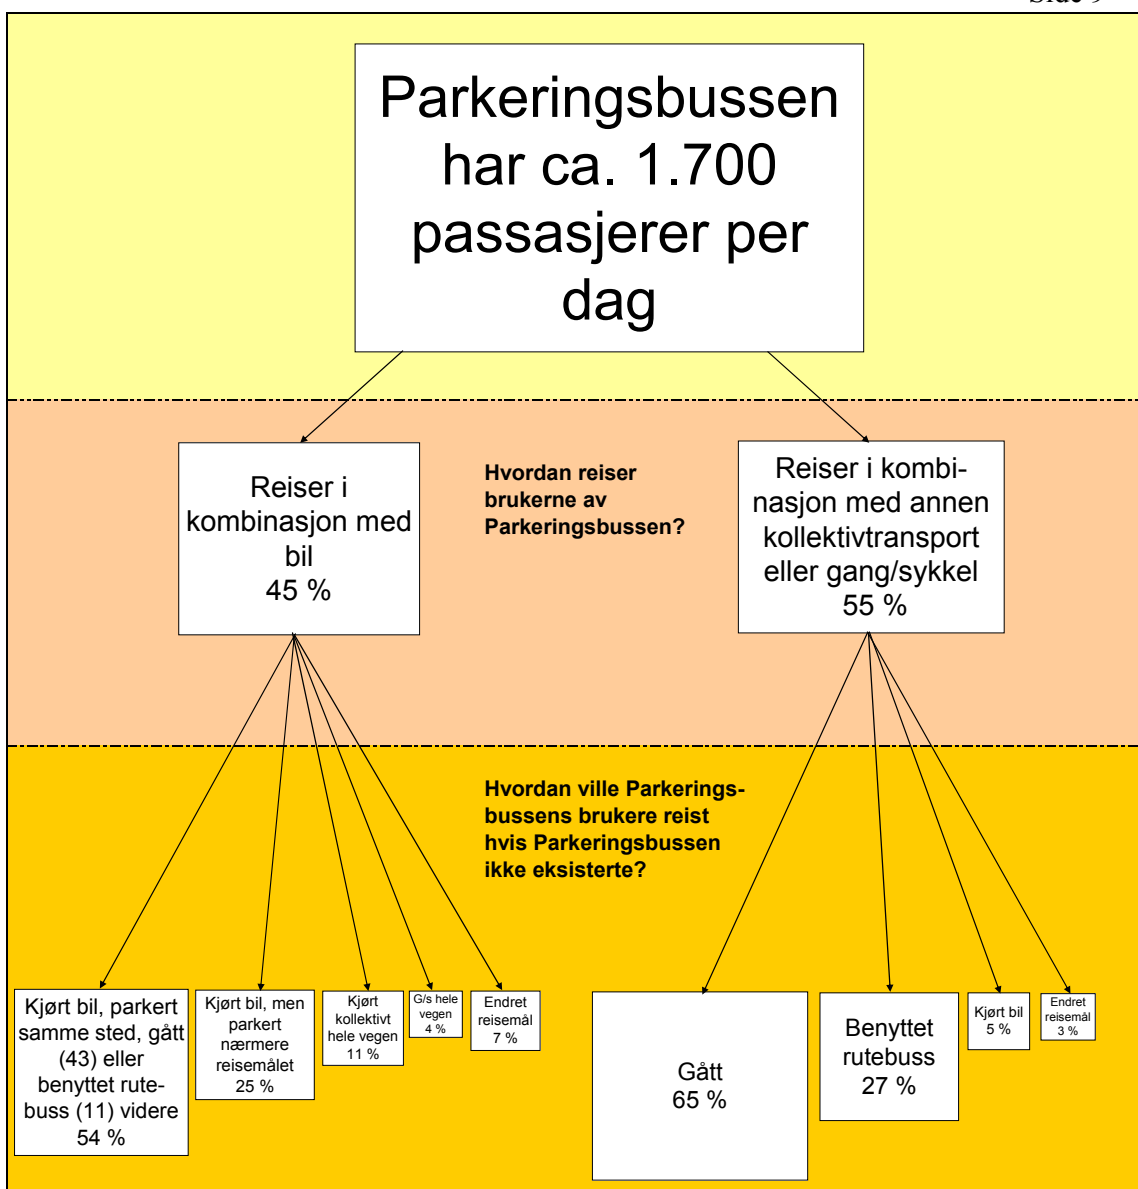 Side 9
Parkeringsbussen
har ca. 1.700
passasjerer per
dag
Reiser i
kombinasjon med
bil
45 %
Hvordan reiser
brukerne av
Parkeringsbussen?
Reiser i kombi-
nasjon med annen
kollektivtransport
eller gang/sykkel
55 %
Hvordan ville Parkerings-
bussens brukere reist
hvis Parkeringsbussen
ikke eksisterte?
Kjørt bil, parkert
samme sted, gått
(43) eller
benyttet rute-
buss (11) videre
54 %
Kjørt bil, men
parkert
nærmere
reisemålet
25 %
Kjørt
kollektivt
hele vegen
11 %
G/s hele
vegen
4 %
Endret
reisemål
7 %
Gått
65 %
Benyttet
rutebuss
27 %
Kjørt bil
5 %
Endret
reisemål
3 %